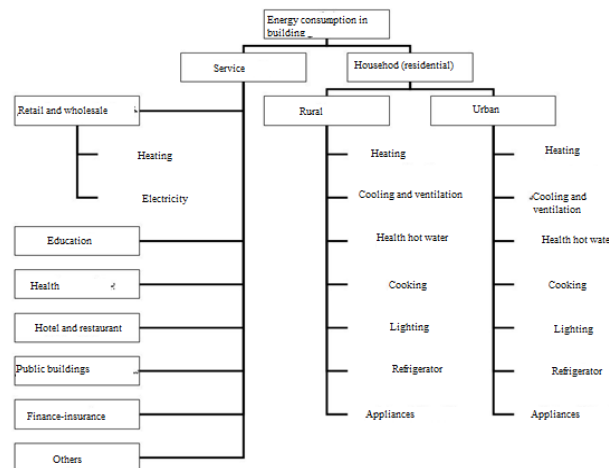 Energy consumption in
building
Service
Househod (residential)
Retail and wholesale
Rural
Urban
Heating
Electricity
Education
Health
Hotel and restaurant
Public buildings
Finance-insurance
Others
Heating
Cooling and ventilation
Health hot water
Cooking
Lighting
Refrigerator
Appliances
Heating
Cooling and
ventilation
Health hot wate
Cooking
Lighting
Refrigerator
Appliances